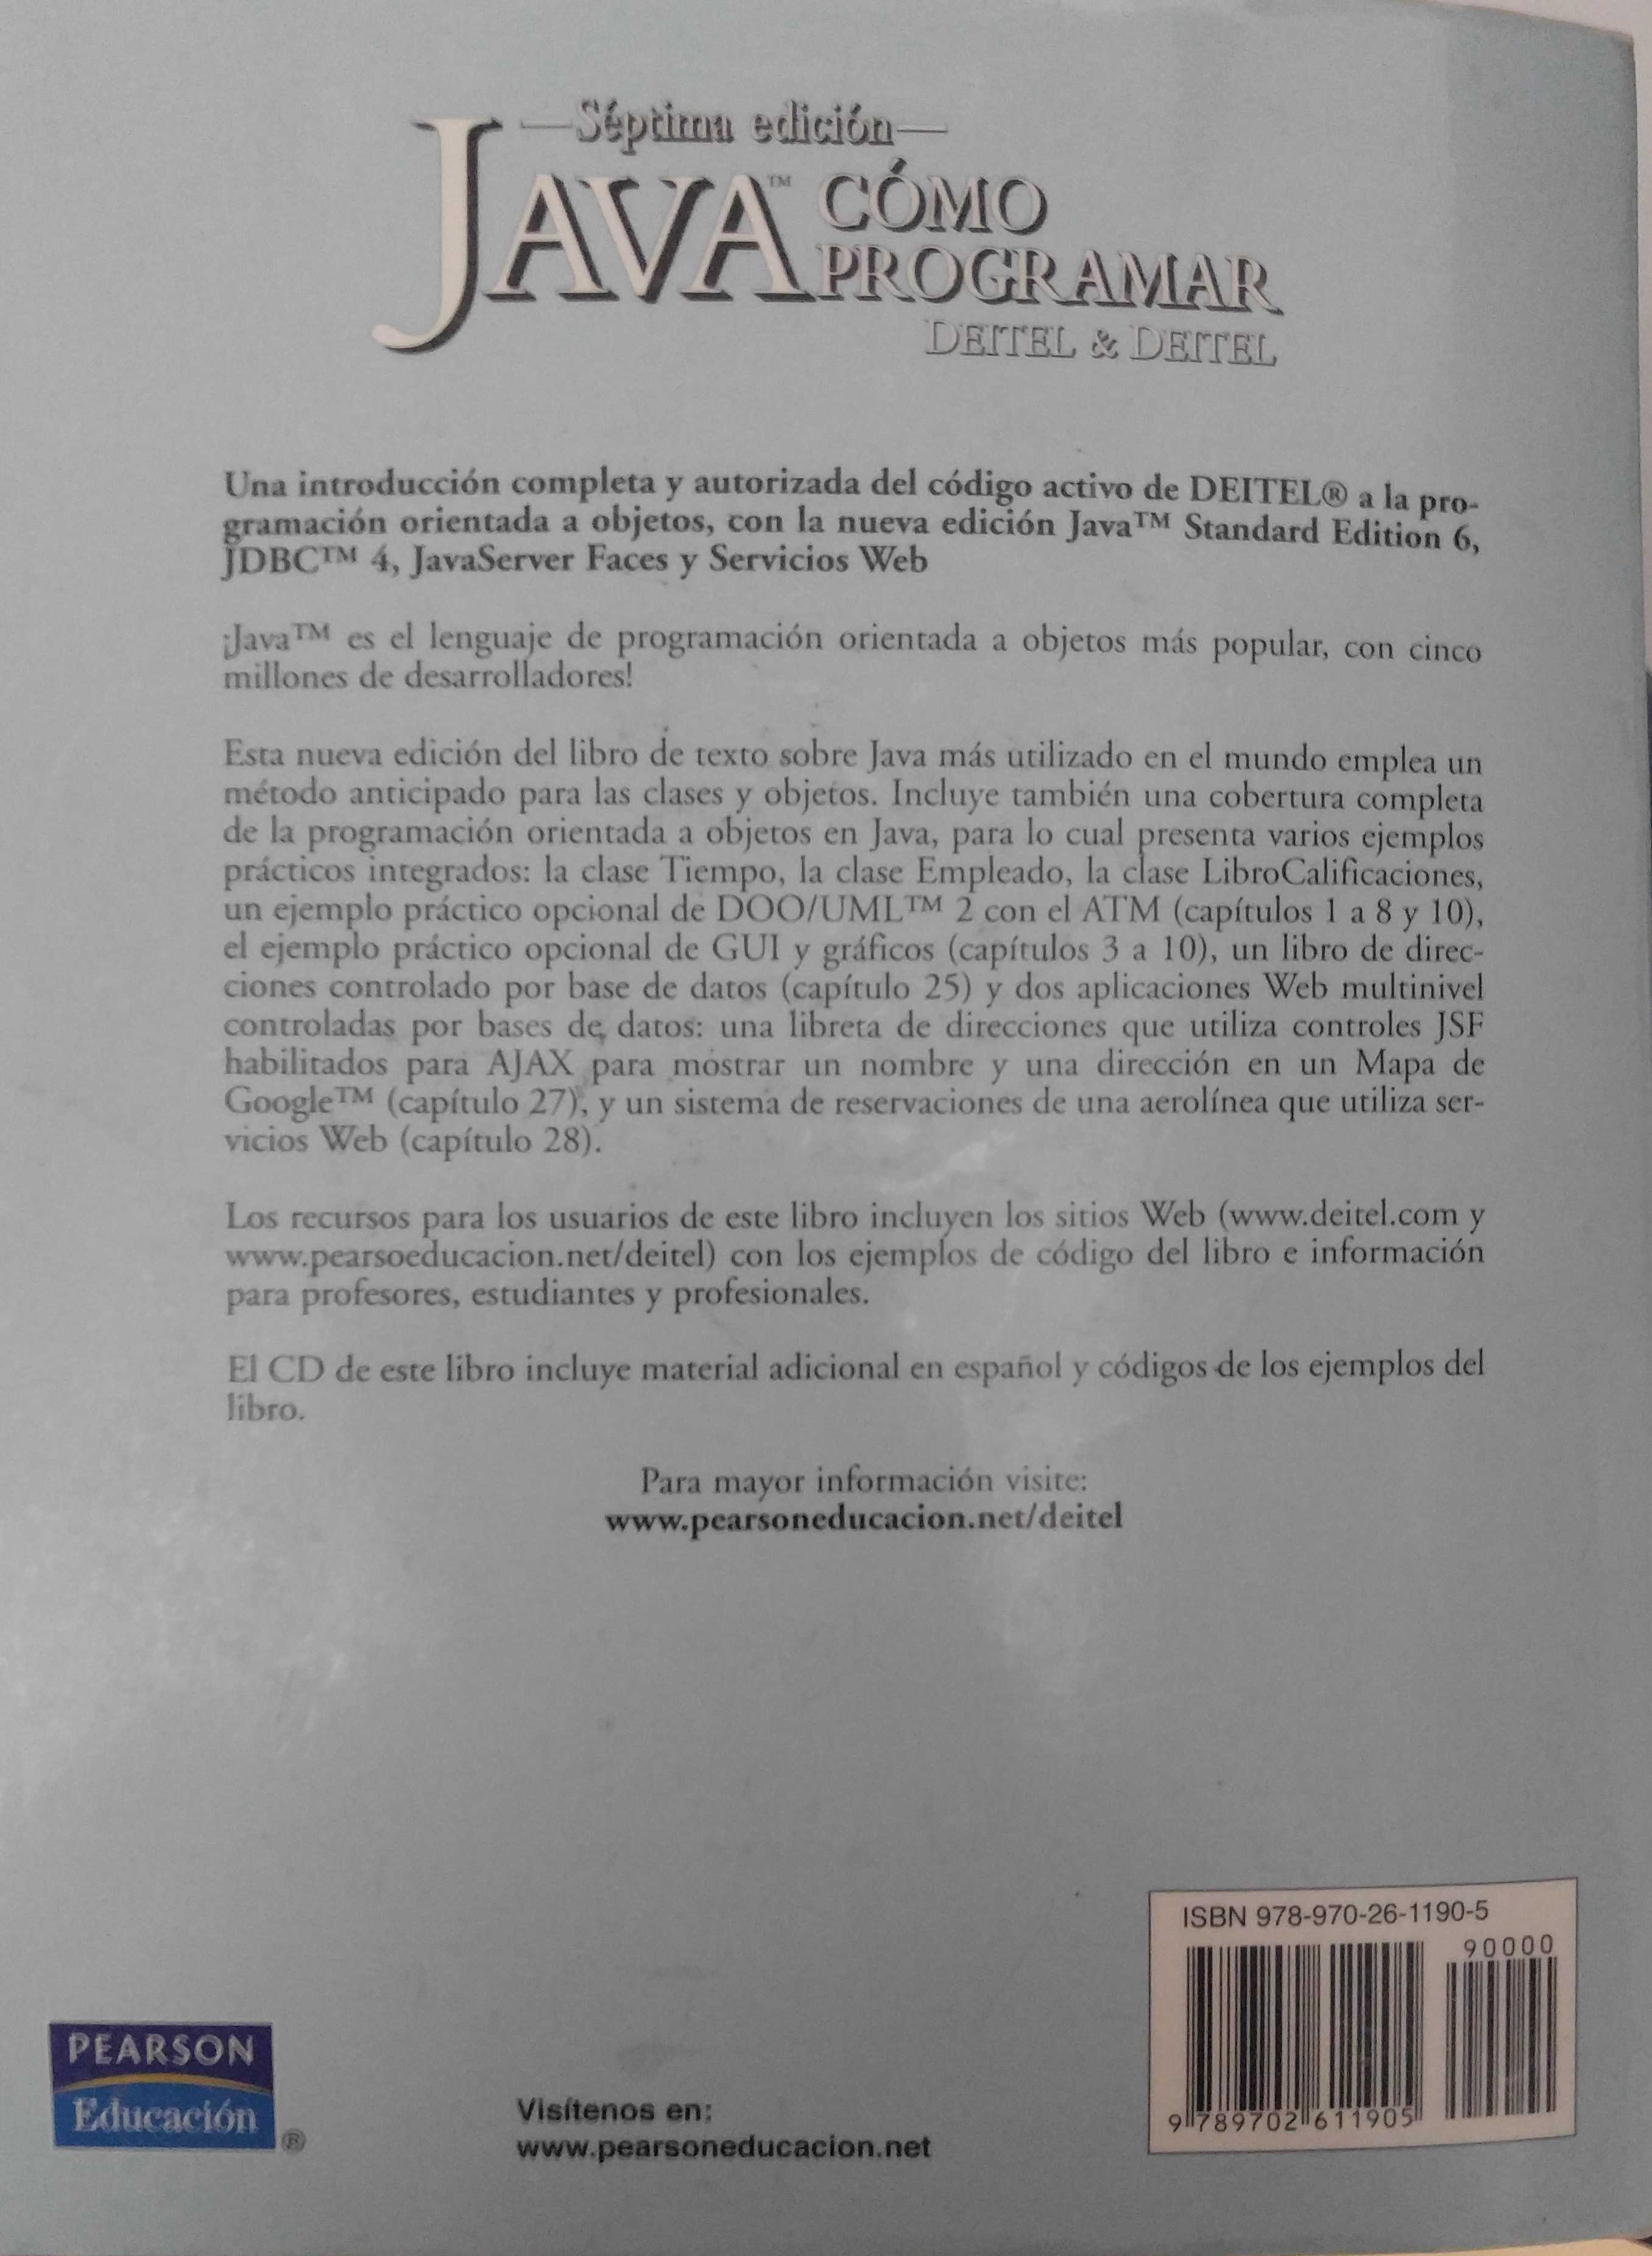 —Séptima edición—
JAVA™ CÓMO
PROGRAMAR
DEITEL & DEITEL
Una introducción completa y autorizada del código activo de DEITEL® a la pro-
gramación orientada a objetos, con la nueva edición Java™ Standard Edition 6,
JDBC™ 4, JavaServer Faces y Servicios Web
¡Java™ es el lenguaje de programación orientada a objetos más popular, con cinco
millones de desarrolladores!
Esta nueva edición del libro de texto sobre Java más utilizado en el mundo emplea un
método anticipado para las clases y objetos. Incluye también una cobertura completa
de la programación orientada a objetos en Java, para lo cual presenta varios ejemplos
prácticos integrados: la clase Tiempo, la clase Empleado, la clase LibroCalificaciones,
un ejemplo práctico opcional de DOO/UML™ 2 con el ATM (capítulos 1 a 8 y 10),
el ejemplo práctico opcional de GUI y gráficos (capítulos 3 a 10), un libro de direc-
ciones controlado por base de datos (capítulo 25) y dos aplicaciones Web multinivel
controladas por bases de datos: una libreta de direcciones que utiliza controles JSF
habilitados para AJAX para mostrar un nombre y una dirección en un Mapa de
Google™ (capítulo 27), y un sistema de reservaciones de una aerolínea que utiliza ser-
vicios Web (capítulo 28).
Los recursos para los usuarios de este libro incluyen los sitios Web (www.deitel.com y
www.pearsoeducacion.net/deitel) con los ejemplos de código del libro e información
para profesores, estudiantes y profesionales.
El CD de este libro incluye material adicional en español y códigos de los ejemplos del
libro.
Para mayor información visite:
www.pearsoneducacion.net/deitel
ISBN 978-970-26-1190-5
90000
9 789702 611905
PEARSON
Educación
®
Visítenos en:
www.pearsoneducacion.net